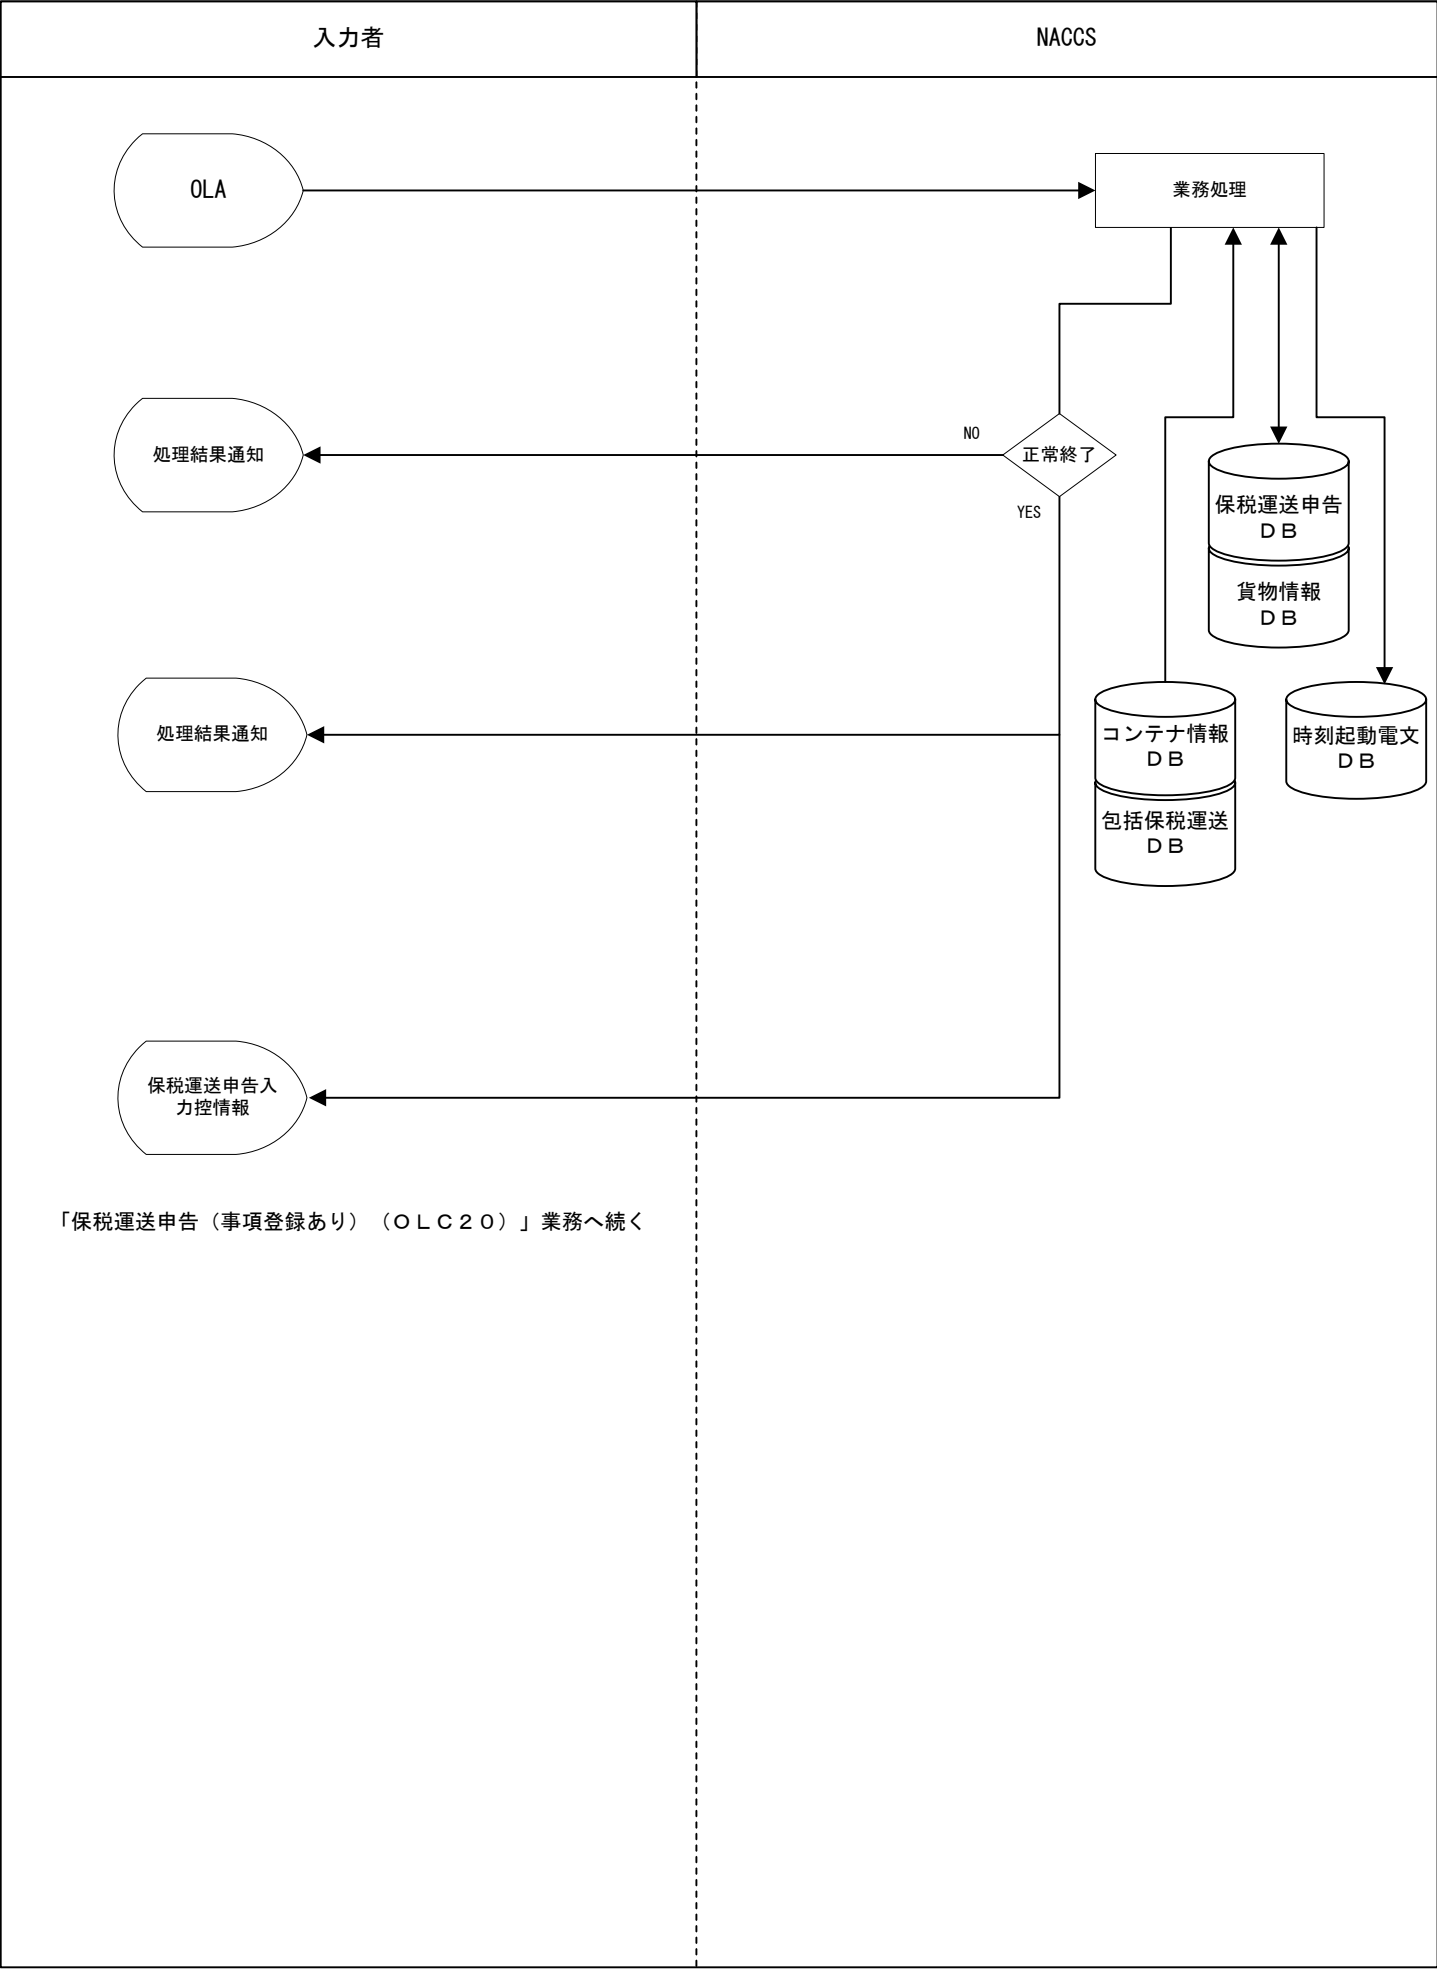 入力者
NACCS
OLA
業務処理
処理結果通知
NO
正常終了
YES
保税運送申告
ＤＢ
貨物情報
ＤＢ
処理結果通知
コンテナ情報
ＤＢ
包括保税運送
ＤＢ
時刻起動電文
ＤＢ
保税運送申告入
力控情報
「保税運送申告（事項登録あり）（ＯＬＣ２０）」業務へ続く